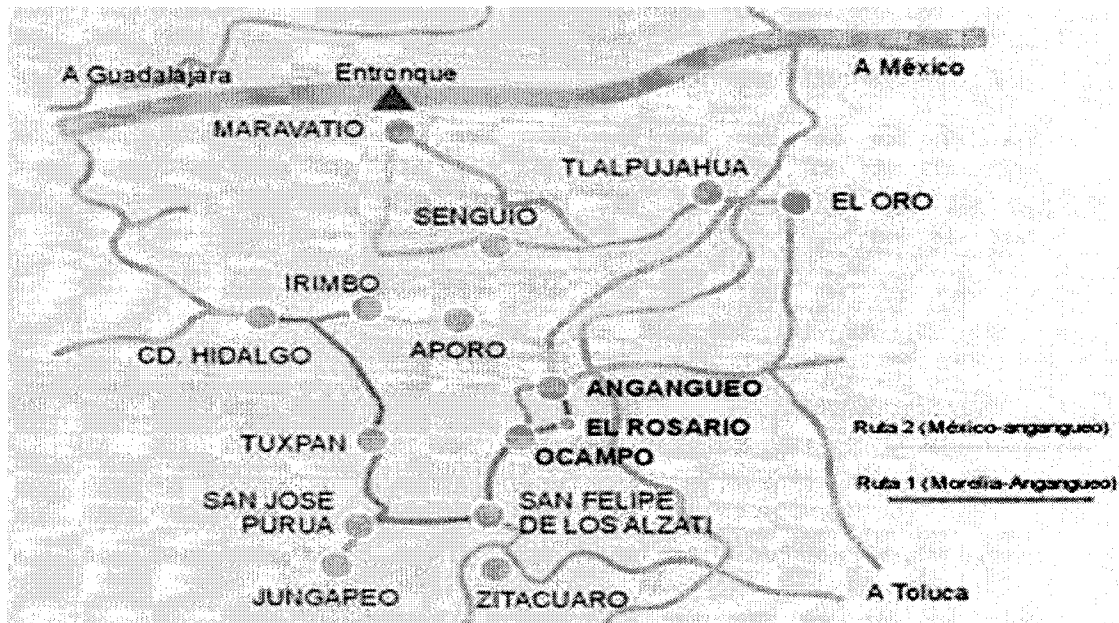 A Guadalajara
Entronque
A México
MARAVATIO
TLALPUJAHUA
EL ORO
SENGUIO
IRIMBO
CD. HIDALGO
APORO
ANGANGUEO
EL ROSARIO
Ruta 2 (México-angangueo)
TUXPAN
OCAMPO
Ruta 1 (Morelia-Angangueo)
SAN JOSE
PURUA
SAN FELIPE
DE LOS ALZATI
JUNGAPEO
ZITACUARO
A Toluca